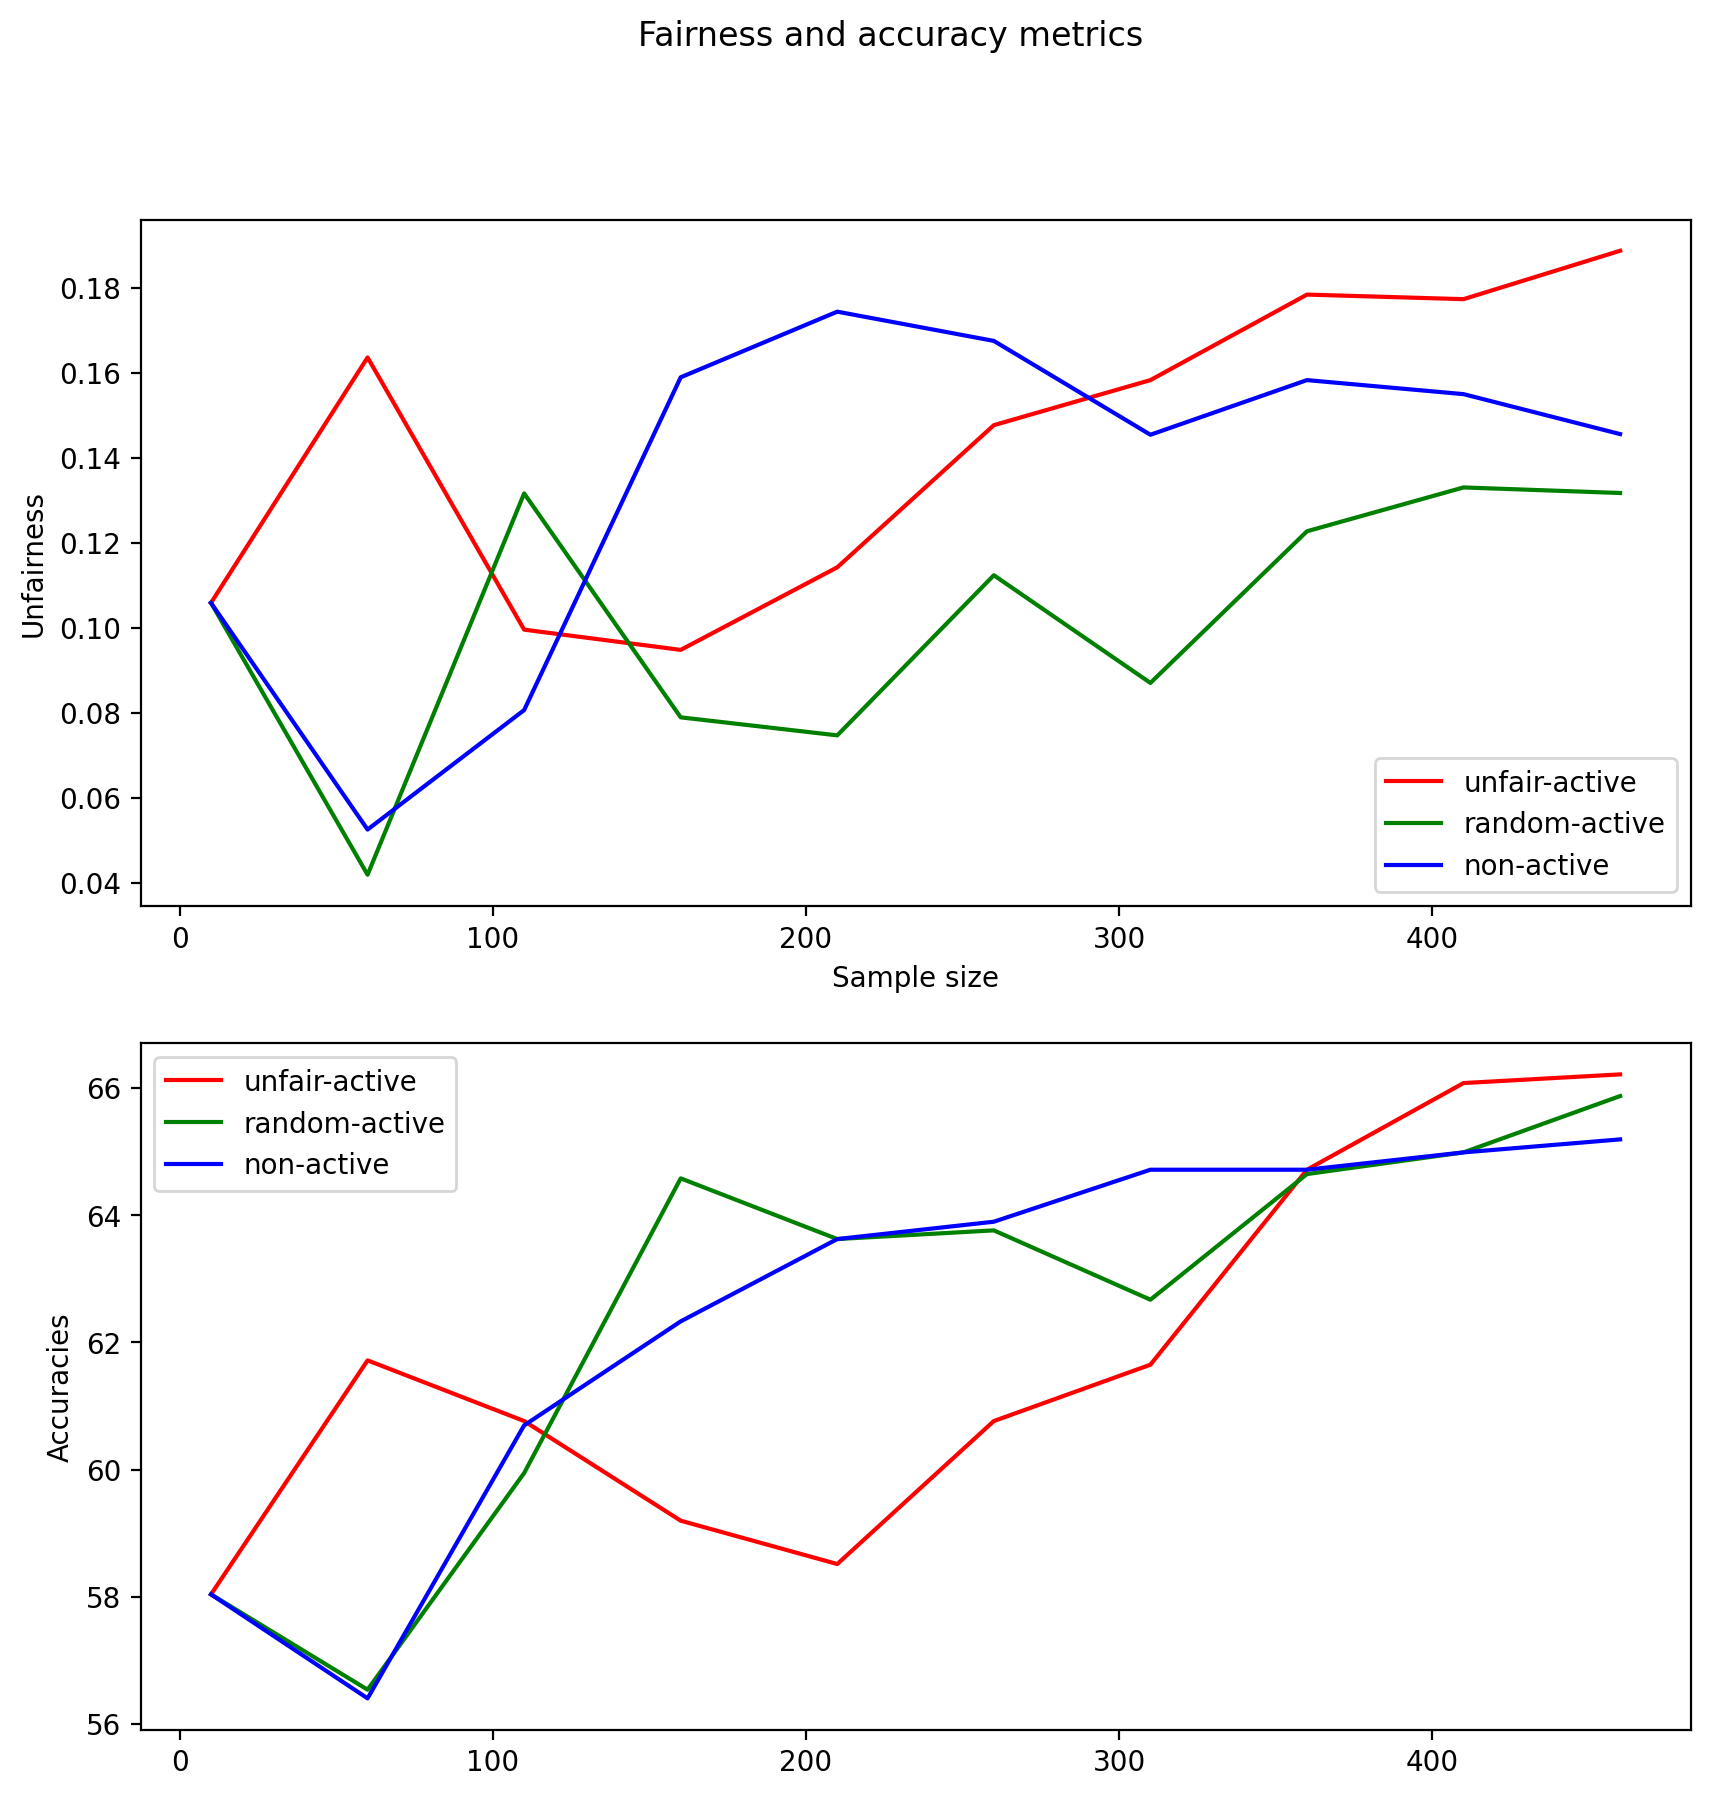 Fairness and accuracy metrics
0.18
0.16
0.14
0.12
0.10
0.08
0.06
0.04
Unfairness
unfair-active
random-active
non-active
0 100 200 300 400
Sample size
66
64
62
60
58
56
Accuracies
unfair-active
random-active
non-active
0 100 200 300 400